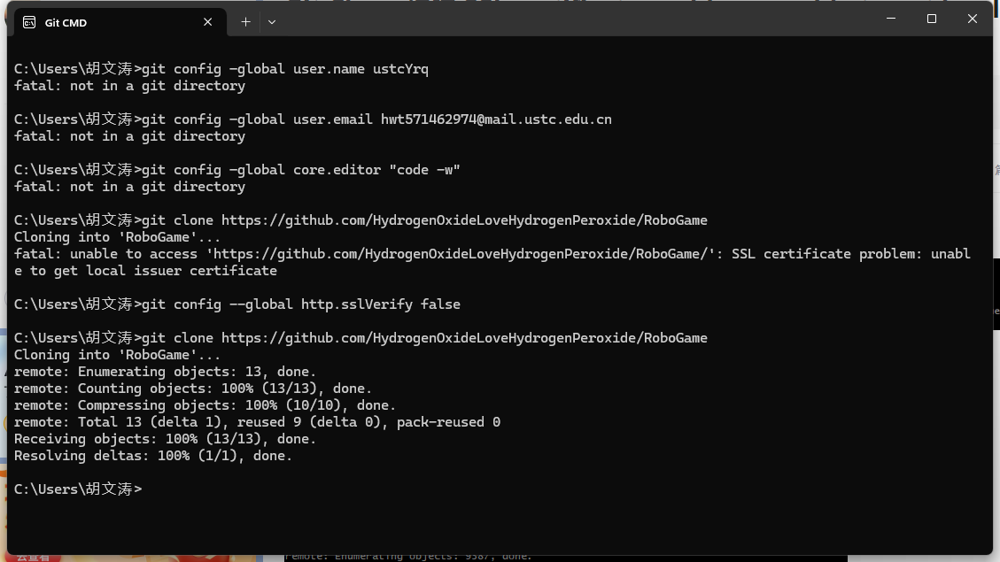 Git CMD
C:\Users\胡文涛>git config -global user.name ustcYrq
fatal: not in a git directory
C:\Users\胡文涛>git config -global user.email hwt571462974@mail.ustc.edu.cn
fatal: not in a git directory
C:\Users\胡文涛>git config -global core.editor "code -w"
fatal: not in a git directory
C:\Users\胡文涛>git clone https://github.com/HydrogenOxideLoveHydrogenPeroxide/RoboGame
Cloning into 'RoboGame'...
fatal: unable to access 'https://github.com/HydrogenOxideLoveHydrogenPeroxide/RoboGame/': SSL certificate problem: unabl
e to get local issuer certificate
C:\Users\胡文涛>git config --global http.sslVerify false
C:\Users\胡文涛>git clone https://github.com/HydrogenOxideLoveHydrogenPeroxide/RoboGame
Cloning into 'RoboGame'...
remote: Enumerating objects: 13, done.
remote: Counting objects: 100% (13/13), done.
remote: Compressing objects: 100% (10/10), done.
remote: Total 13 (delta 1), reused 9 (delta 0), pack-reused 0
Receiving objects: 100% (13/13), done.
Resolving deltas: 100% (1/1), done.
C:\Users\胡文涛>
去查看
remote: Enumerating objects: 9587, done.